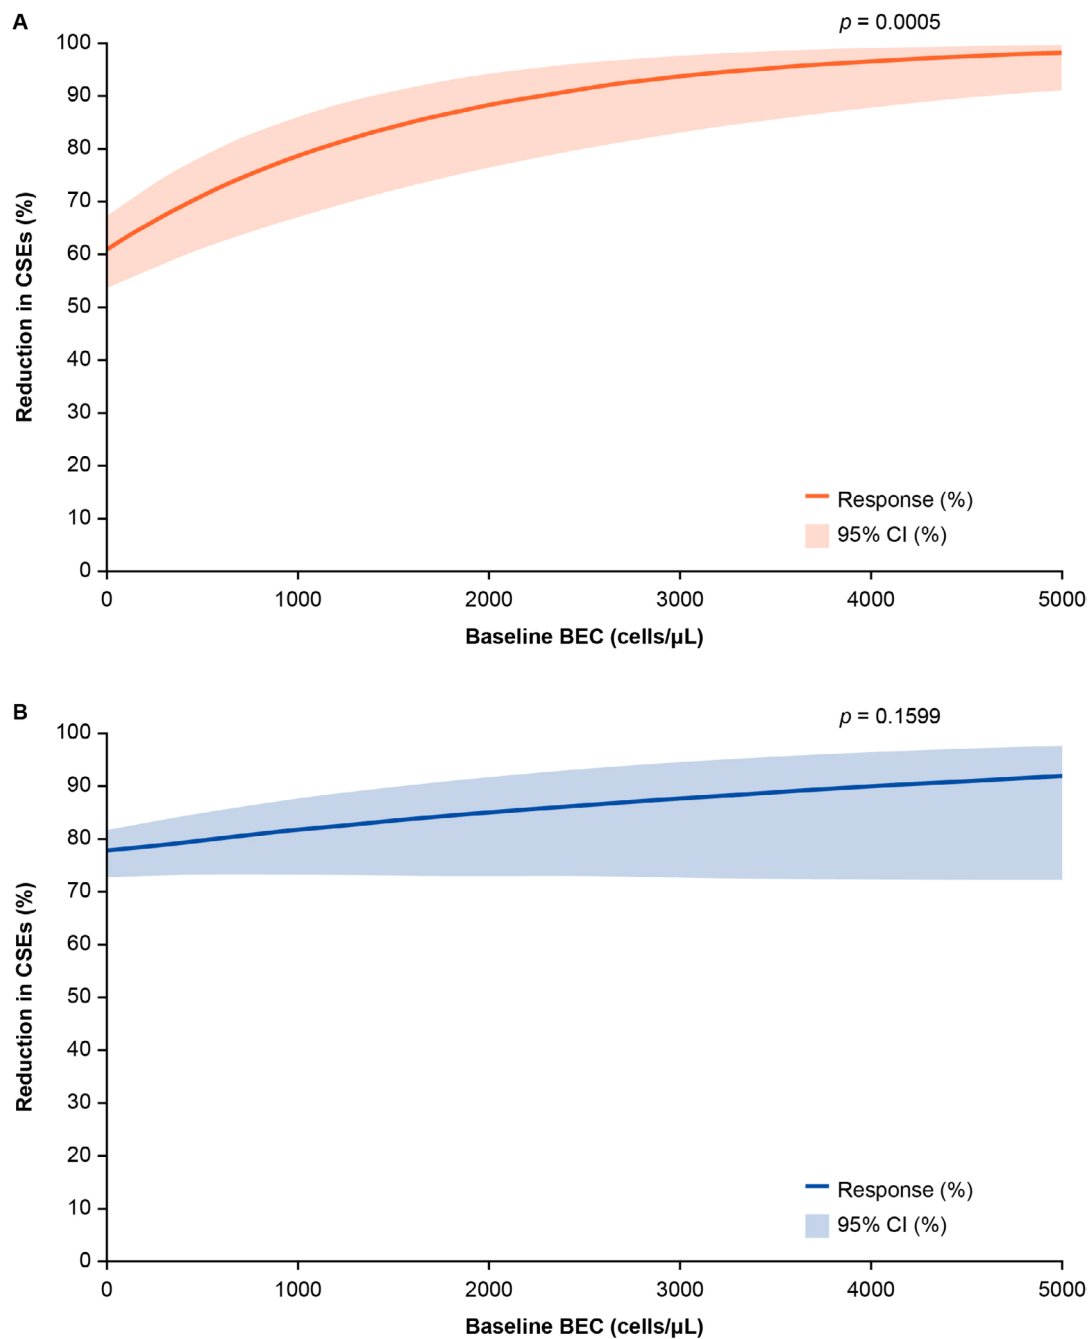 A
p = 0.0005
100
90
80
70
60
50
40
30
20
10
0
Reduction in CSEs (%)
Response (%)
95% CI (%)
0 1000 2000 3000 4000 5000
Baseline BEC (cells/µL)
B
p = 0.1599
100
90
80
70
60
50
40
30
20
10
0
Reduction in CSEs (%)
Response (%)
95% CI (%)
0 1000 2000 3000 4000 5000
Baseline BEC (cells/µL)